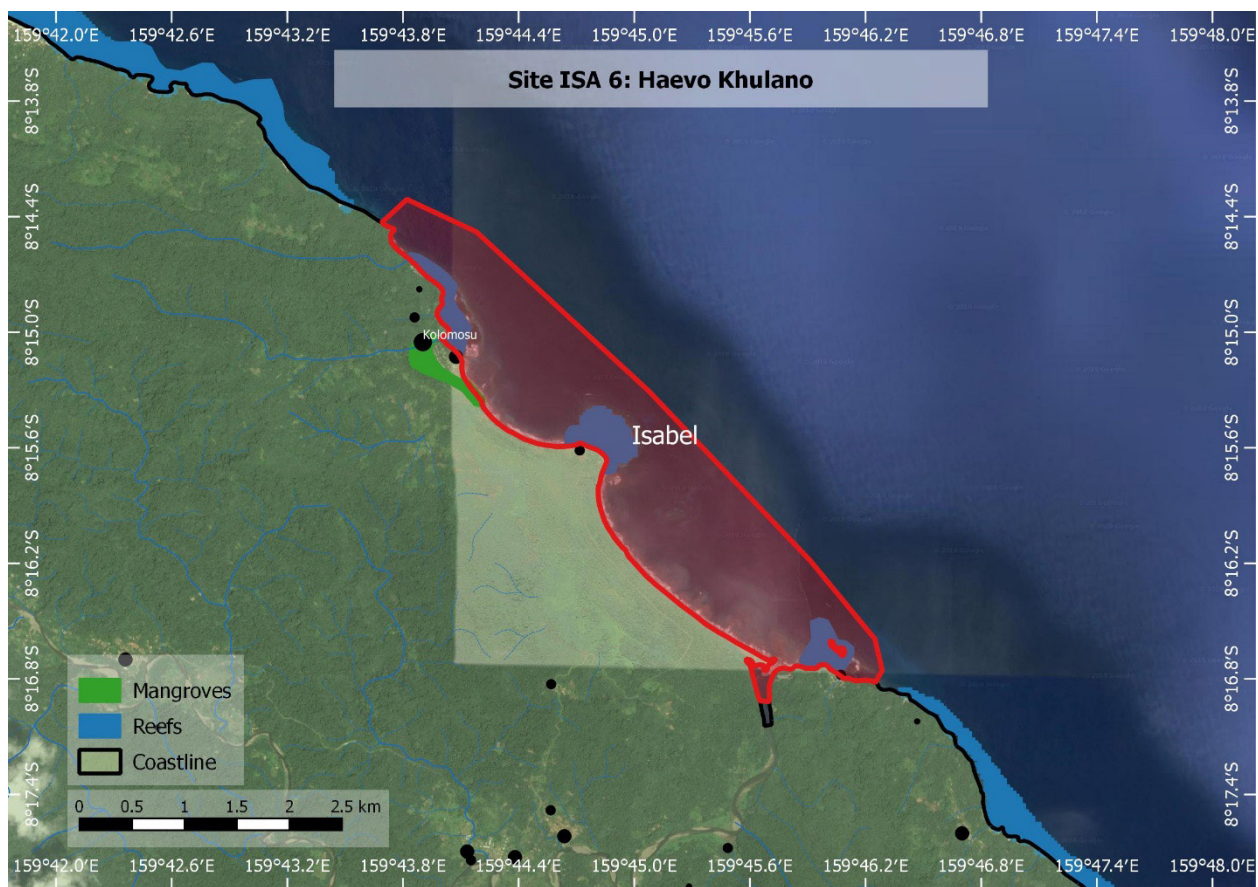 159°42.0'E 159°42.6'E 159°43.2'E 159°43.8'E 159°44.4'E 159°45.0'E 159°45.6'E 159°46.2'E 159°46.8'E 159°47.4'E 159°48.0'E
Site ISA 6: Haevo Khulano
8°13.8'S 8°13.8'S
8°14.4'S 8°14.4'S
8°15.0'S 8°15.0'S
Kolomosu
Isabel
8°15.6'S 8°15.6'S
8°16.2'S 8°16.2'S
8°16.8'S 8°16.8'S
Mangroves
Reefs
Coastline
8°17.4'S 8°17.4'S
0 0.5 1 1.5 2 2.5 km
159°42.0'E 159°42.6'E 159°43.2'E 159°43.8'E 159°44.4'E 159°45.0'E 159°45.6'E 159°46.2'E 159°46.8'E 159°47.4'E 159°48.0'E